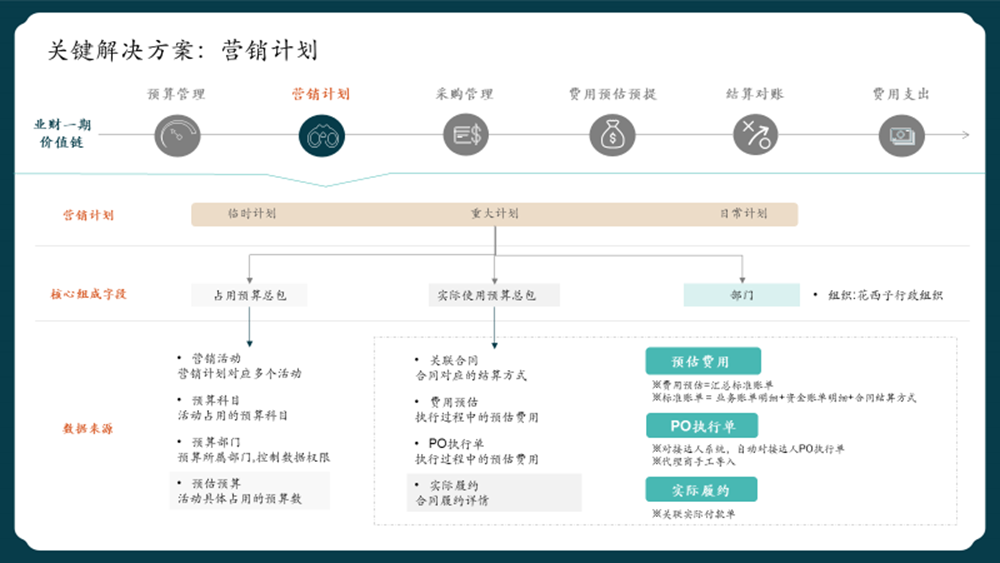 关键解决方案：营销计划
预算管理
营销计划
采购管理
费用预估预提
结算对账
费用支出
业财一期
价值链
营销计划
临时计划
重大计划
日常计划
核心组成字段
占用预算总包
实际使用预算总包
部门
• 组织:花西子行政组织
数据来源
• 营销活动
营销计划对应多个活动
• 预算科目
活动占用的预算科目
• 预算部门
预算所属部门,控制数据权限
• 预估预算
活动具体占用的预算数
• 关联合同
合同对应的结算方式
• 费用预估
执行过程中的预估费用
• PO执行单
执行过程中的预估费用
• 实际履约
合同履约详情
预估费用
※费用预估=汇总标准账单
※标准账单= 业务账单明细+资金账单明细+合同结算方式
PO执行单
※对接达人系统，自动对接达人PO执行单
※代理商手工导入
实际履约
※关联实际付款单